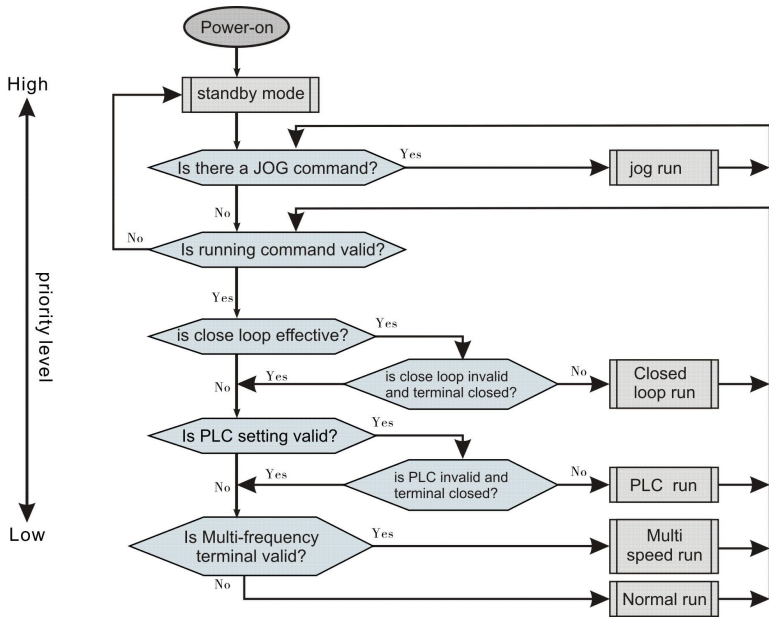 Power-on
High
standby mode
Is there a JOG command?
Yes
jog run
No
No
Is running command valid?
priority level
Yes
is close loop effective?
Yes
is close loop invalid
and terminal closed?
Yes
No
No
Closed
loop run
Is PLC setting valid?
Yes
is PLC invalid and
terminal closed?
Yes
No
No
PLC run
Low
Is Multi-frequency
terminal valid?
Yes
Multi
speed run
No
Normal run